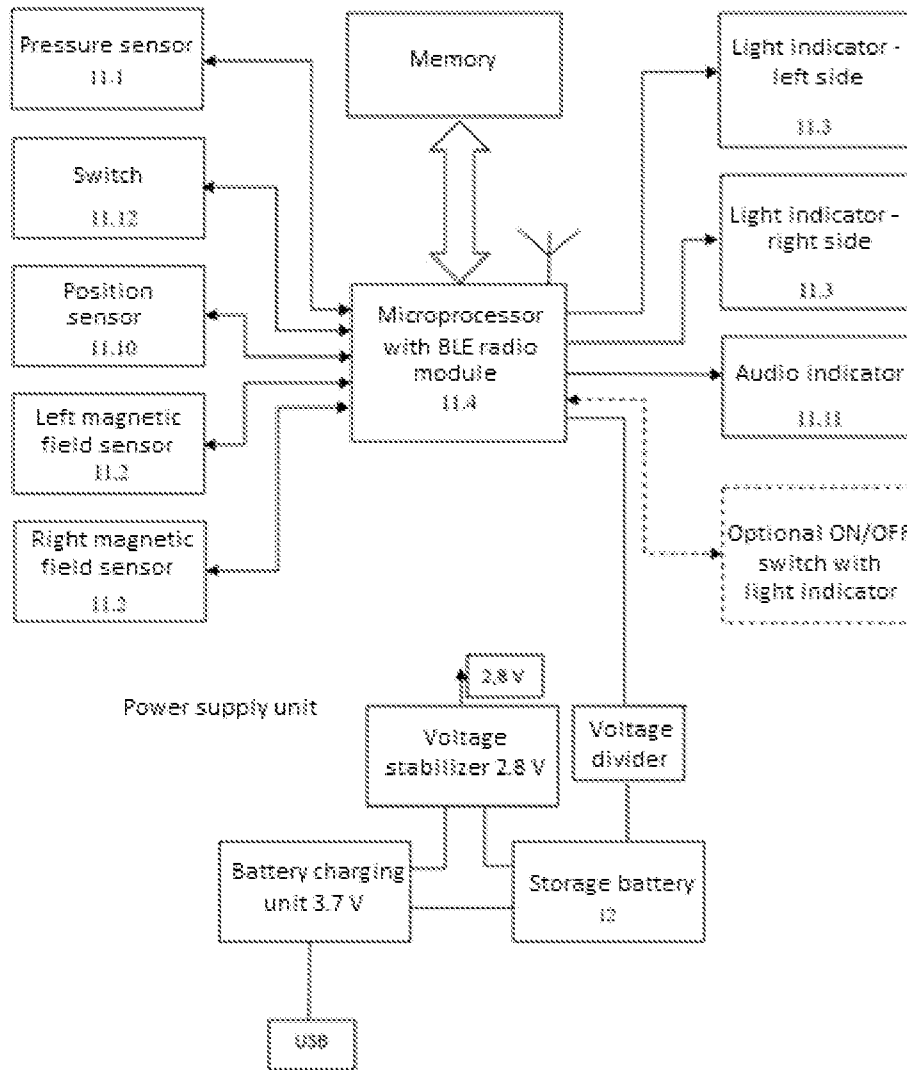 Pressure sensor
11.1
Memory
Light indicator -
left side
11.3
Switch
11.12
Light indicator -
right side
11.3
Position
sensor
11.10
Microprocessor
with BLE radio
module
11.4
Audio indicator
11.11
Left magnetic
field sensor
11.2
Right magnetic
field sensor
11.2
Optional ON/OFF
switch with
light indicator
2,8 V
Power supply unit
Voltage
stabilizer 2.8 V
Voltage
divider
Battery charging
unit 3.7 V
Storage battery
12
USB